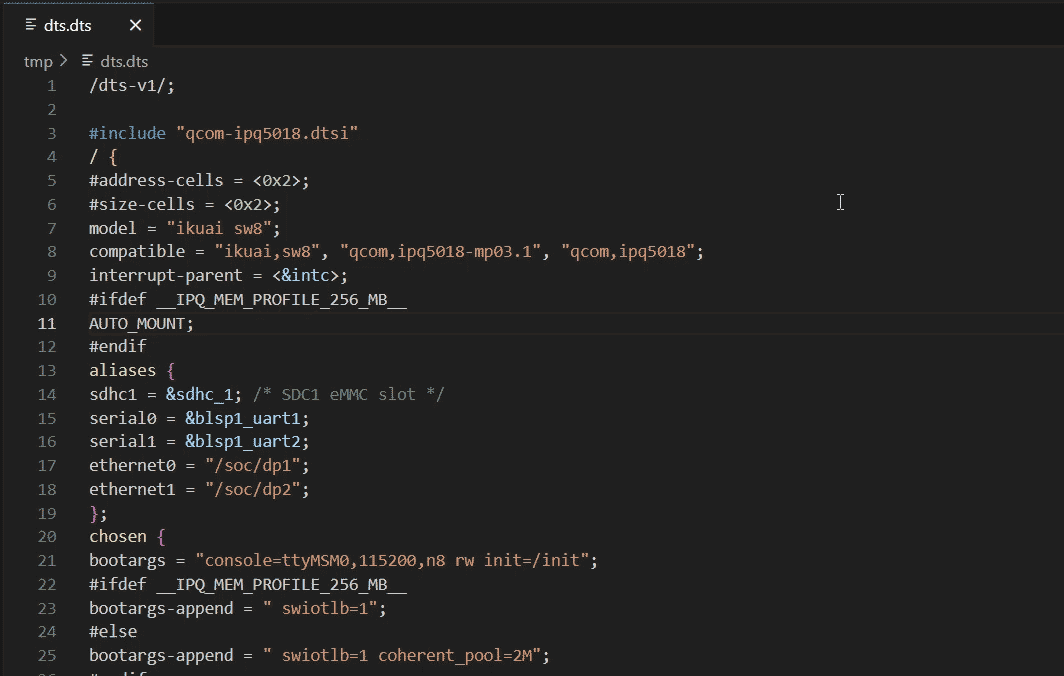 dts.dts
tmp > dts.dts
1 /dts-v1/;
2
3 #include "qcom-ipq5018.dtsi"
4 / {
5 #address-cells = <0x2>;
6 #size-cells = <0x2>;
7 model = "ikuai sw8";
8 compatible = "ikuai,sw8", "qcom,ipq5018-mp03.1", "qcom,ipq5018";
9 interrupt-parent = <&intc>;
10 #ifdef __IPQ_MEM_PROFILE_256_MB__
11 AUTO_MOUNT;
12 #endif
13 aliases {
14 sdhc1 = &sdhc_1; /* SDC1 eMMC slot */
15 serial0 = &blsp1_uart1;
16 serial1 = &blsp1_uart2;
17 ethernet0 = "/soc/dp1";
18 ethernet1 = "/soc/dp2";
19 };
20 chosen {
21 bootargs = "console=ttyMSM0,115200,n8 rw init=/init";
22 #ifdef __IPQ_MEM_PROFILE_256_MB__
23 bootargs-append = " swiotlb=1";
24 #else
25 bootargs-append = " swiotlb=1 coherent_pool=2M";